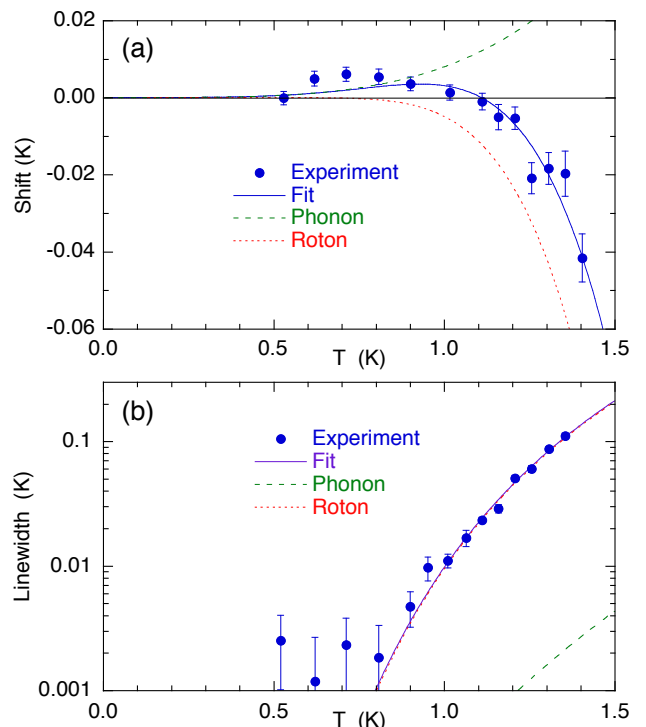 0.02
(a)
0.00
Shift (K)
-0.02
Experiment
Fit
Phonon
Roton
-0.04
-0.06
0.0
0.5
1.0
1.5
T (K)
(b)
0.1
Experiment
Fit
Phonon
Roton
Linewidth (K)
0.01
0.001
0.0
0.5
1.0
1.5
T (K)